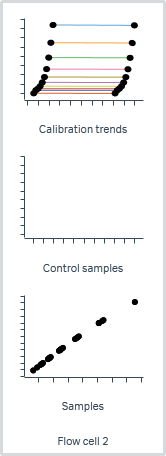 Calibration trends
Control samples
Samples
Flow cell 2